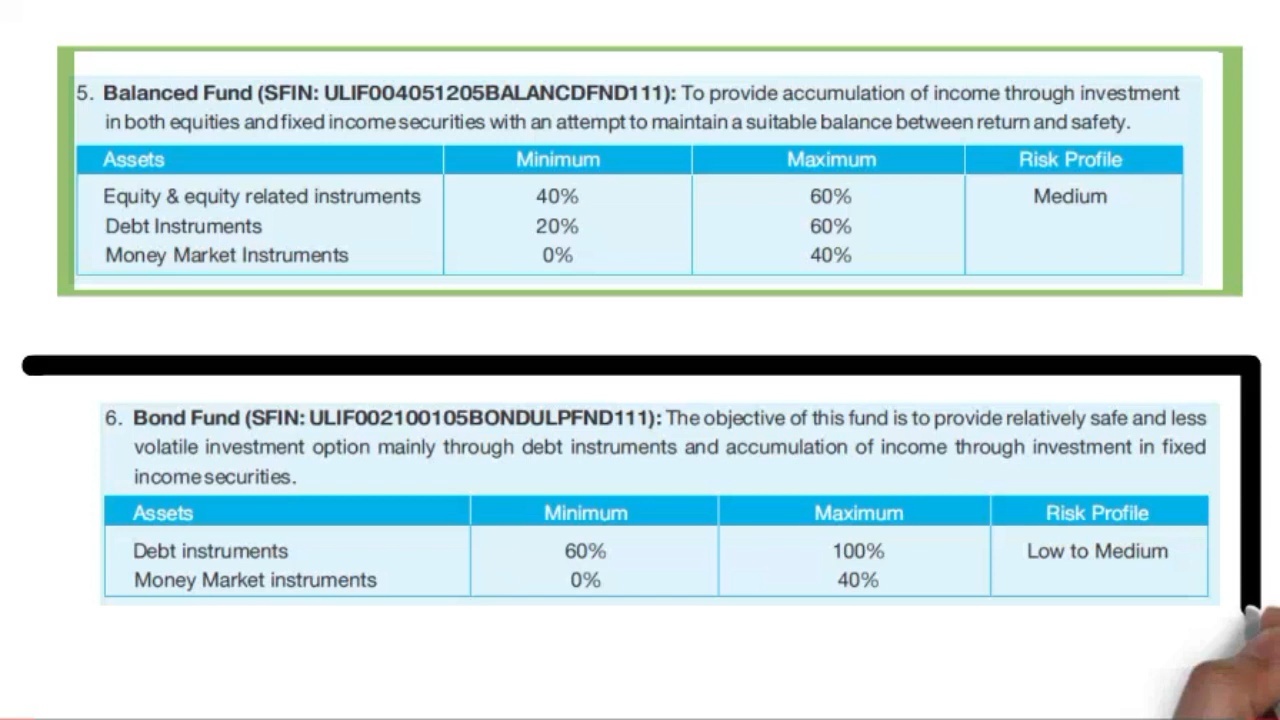 5. Balanced Fund (SFIN: ULIF004051205BALANCDFND111): To provide accumulation of income through investment
in both equities and fixed income securities with an attempt to maintain a suitable balance between return and safety.
Assets Minimum Maximum Risk Profile
Equity & equity related instruments 40% 60% Medium
Debt Instruments 20% 60%
Money Market Instruments 0% 40%
6. Bond Fund (SFIN: ULIF002100105BONDULPFND111): The objective of this fund is to provide relatively safe and less
volatile investment option mainly through debt instruments and accumulation of income through investment in fixed
income securities.
Assets Minimum Maximum Risk Profile
Debt instruments 60% 100% Low to Medium
Money Market instruments 0% 40%